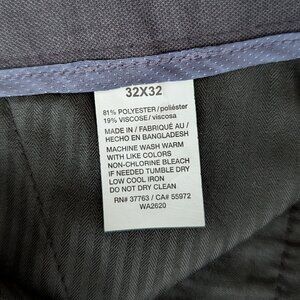 32X32
81% POLYESTER / poliéster
19% VISCOSE / viscosa
MADE IN / FABRIQUÉ AU /
HECHO EN BANGLADESH
MACHINE WASH WARM
WITH LIKE COLORS
NON-CHLORINE BLEACH
IF NEEDED TUMBLE DRY
LOW COOL IRON
DO NOT DRY CLEAN
RN# 37763 / CA# 55972
WA2620